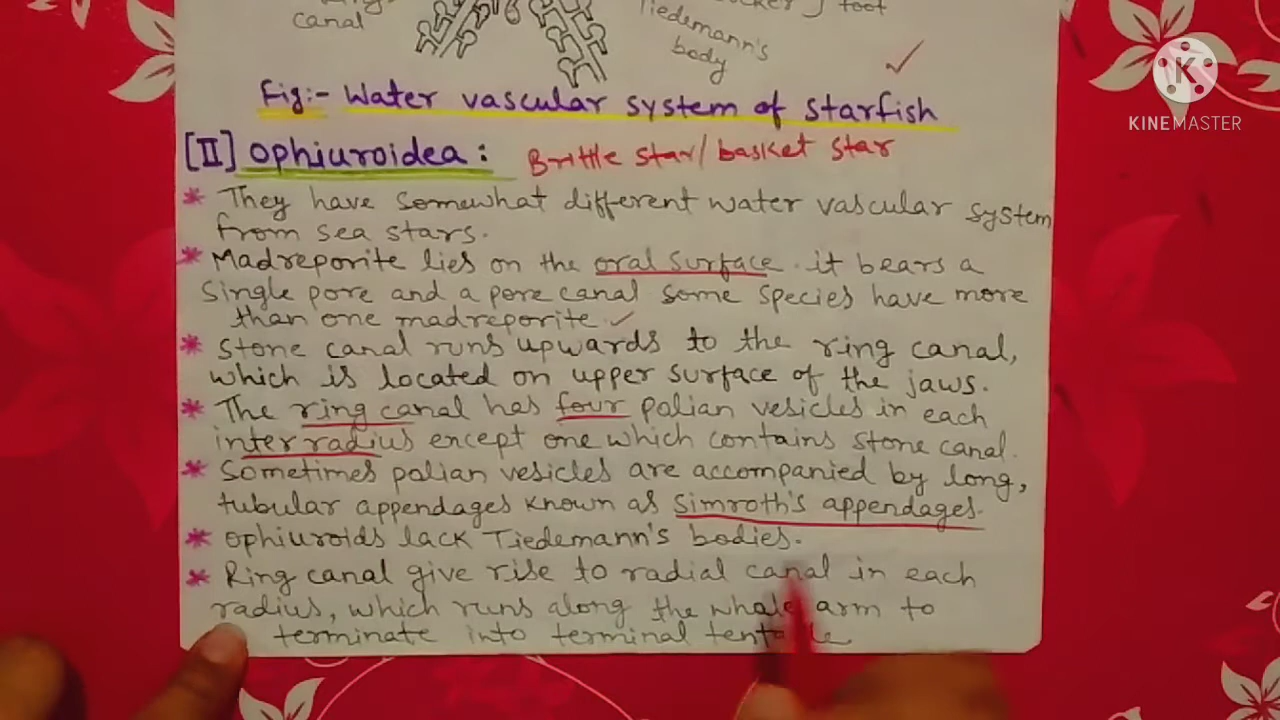 canal
Tiedemann's
body
foot
Fig:- Water vascular system of starfish
[II] Ophiuroidea: Brittle star/basket star
* They have somewhat different water vascular system
from sea stars.
* Madreporite lies on the oral surface. it bears a
single pore and a pore canal some species have more
than one madreporite.
* Stone canal runs upwards to the ring canal,
which is located on upper surface of the jaws.
* The ring canal has four polian vesicles in each
interradius except one which contains stone canal.
* Sometimes polian vesicles are accompanied by long,
tubular appendages known as simroth's appendages.
* Ophiuroids lack Tiedemann's bodies.
* Ring canal give rise to radial canal in each
radius, which runs along the whole arm to
terminate into terminal
KINEMASTER
K